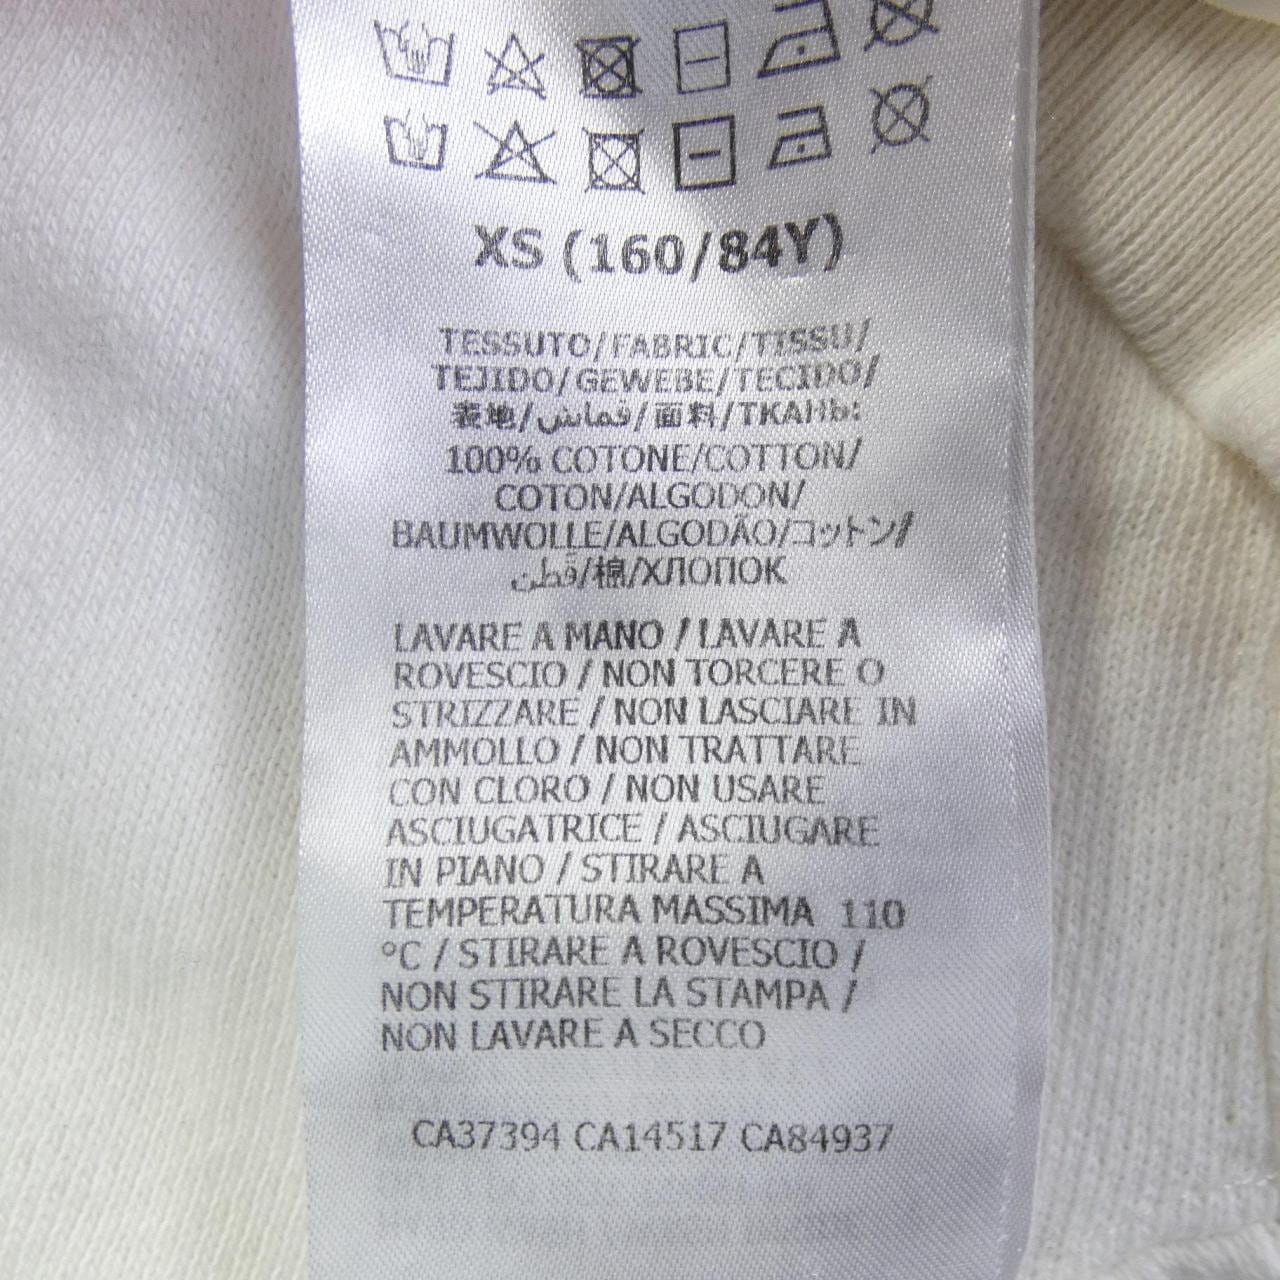 XS (160/84Y)
TESSUTO/FABRIC/TISSU/
TEJIDO/GEWEBE/TECIDO/
表地/قماش/面料/ТКАНЬ:
100% COTONE/COTTON/
COTON/ALGODON/
BAUMWOLLE/ALGODÃO/コットン/
قطن/棉/ХЛОПОК
LAVARE A MANO / LAVARE A
ROVESCIO / NON TORCERE O
STRIZZARE / NON LASCIARE IN
AMMOLLO / NON TRATTARE
CON CLORO / NON USARE
ASCIUGATRICE / ASCIUGARE
IN PIANO / STIRARE A
TEMPERATURA MASSIMA 110
°C / STIRARE A ROVESCIO /
NON STIRARE LA STAMPA /
NON LAVARE A SECCO
CA37394 CA14517 CA84937